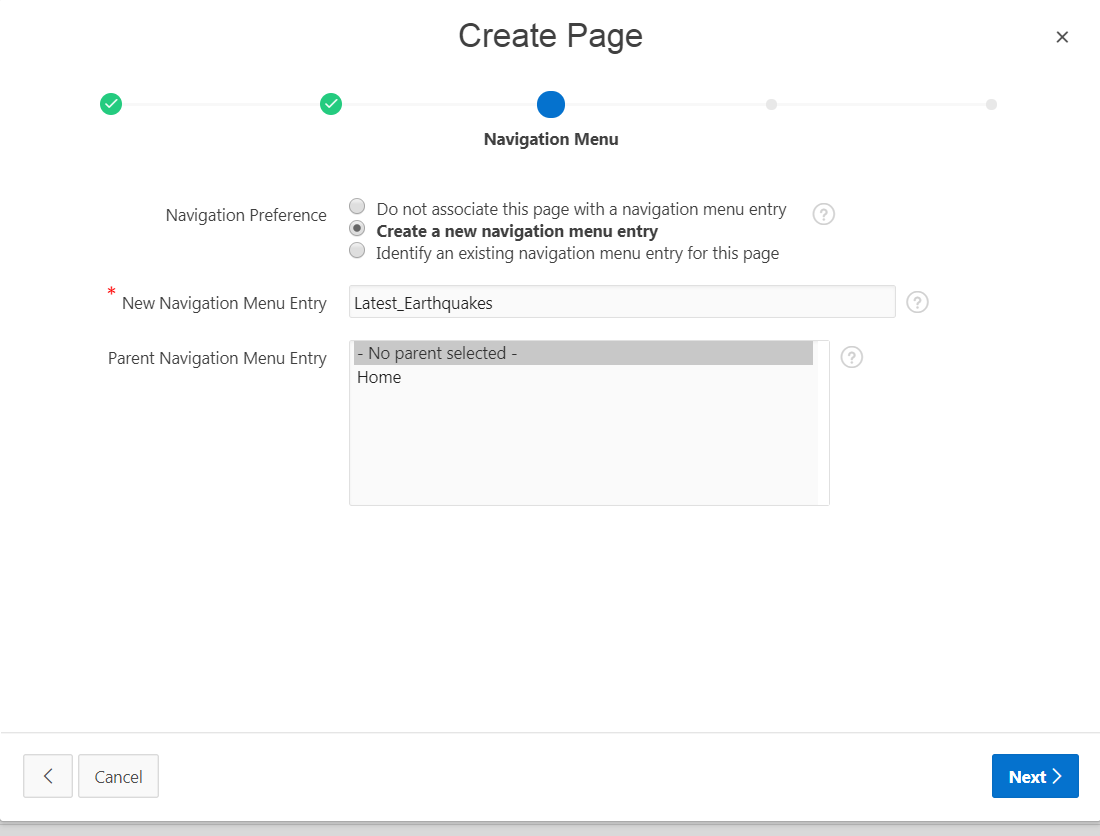 Create Page
Navigation Menu
Navigation Preference
Do not associate this page with a navigation menu entry
Create a new navigation menu entry
Identify an existing navigation menu entry for this page
* New Navigation Menu Entry
Latest_Earthquakes
Parent Navigation Menu Entry
- No parent selected -
Home
Cancel
Next